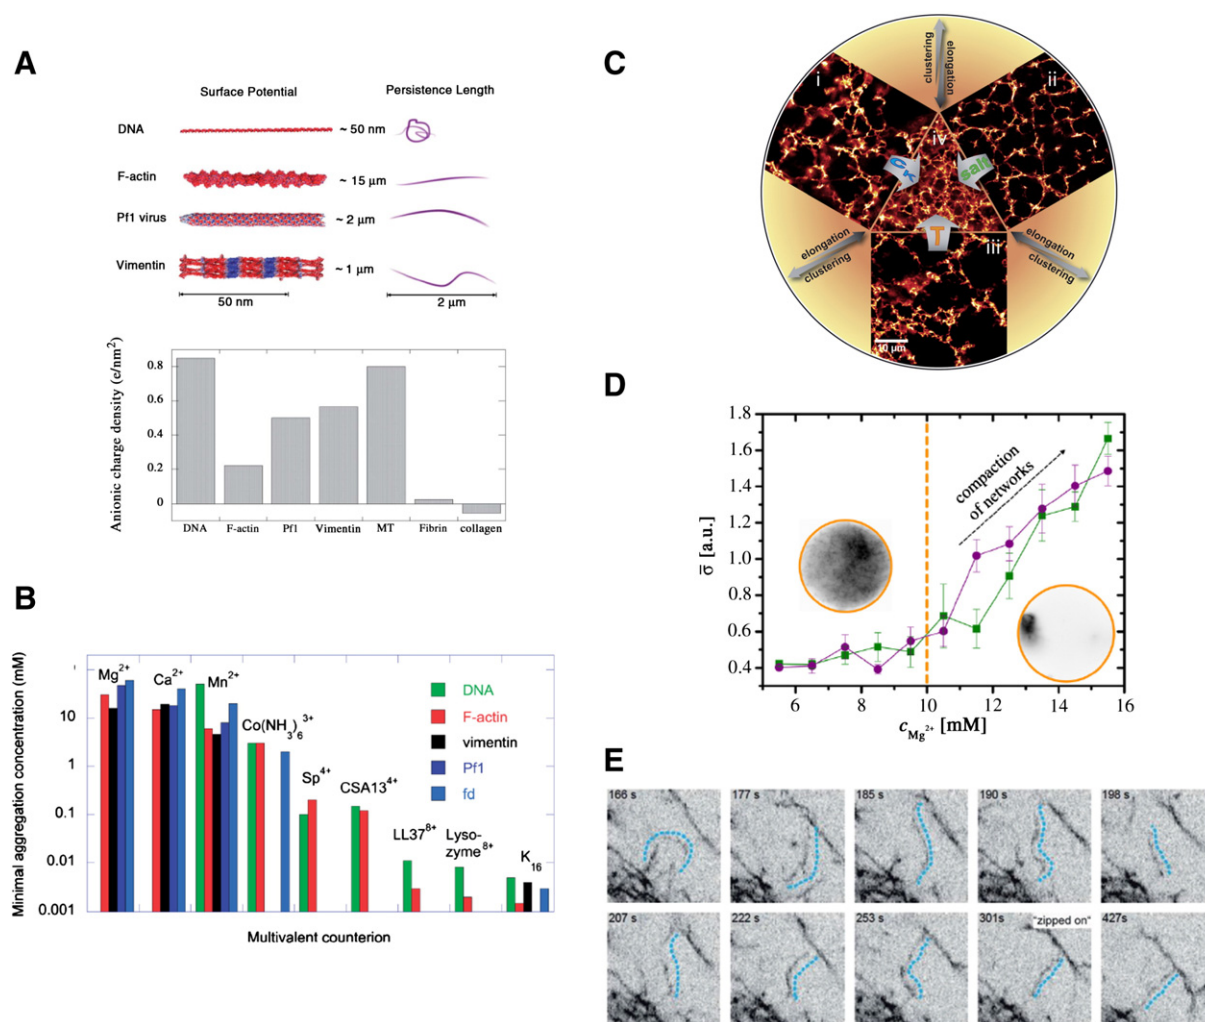 A
Surface Potential
Persistence Length
DNA
~ 50 nm
F-actin
~ 15 μm
Pf1 virus
~ 2 μm
Vimentin
~ 1 μm
50 nm
2 μm
Anionic charge density (e/nm²)
0.8
0.6
0.4
0.2
0
DNA
F-actin
Pf1
Vimentin
MT
Fibrin
collagen
B
Minimal aggregation concentration (mM)
10
1
0.1
0.01
0.001
Mg²⁺
Ca²⁺
Mn²⁺
Co(NH₃)₆³⁺
Sp⁴⁺
CSA13⁴⁺
LL37⁸⁺
Lyso-
zyme⁸⁺
K₁₆
DNA
F-actin
vimentin
Pf1
fd
Multivalent counterion
C
clustering
elongation
i
ii
iv
CK
salt
T
iii
elongation
clustering
elongation
clustering
10 μm
D
σ̄ [a.u.]
1.8
1.6
1.4
1.2
1.0
0.8
0.6
0.4
compaction
of networks
6
8
10
12
14
16
c Mg²⁺ [mM]
E
166 s
177 s
185 s
190 s
198 s
207 s
222 s
253 s
301s
"zipped on"
427s